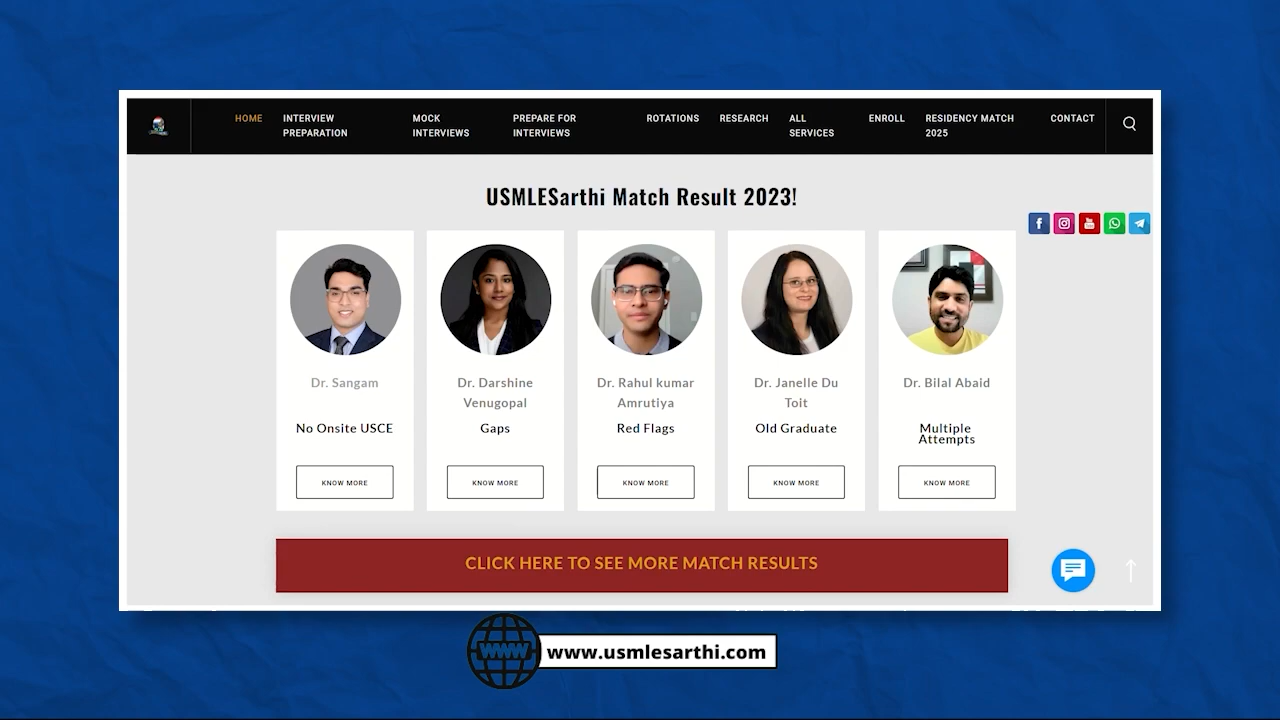 HOME
INTERVIEW
PREPARATION
MOCK
INTERVIEWS
PREPARE FOR
INTERVIEWS
ROTATIONS
RESEARCH
ALL
SERVICES
ENROLL
RESIDENCY MATCH
2025
CONTACT
USMLESarthi Match Result 2023!
Dr. Sangam
No Onsite USCE
KNOW MORE
Dr. Darshine
Venugopal
Gaps
KNOW MORE
Dr. Rahul kumar
Amrutiya
Red Flags
KNOW MORE
Dr. Janelle Du
Toit
Old Graduate
KNOW MORE
Dr. Bilal Abaid
Multiple
Attempts
KNOW MORE
CLICK HERE TO SEE MORE MATCH RESULTS
WWW
www.usmlesarthi.com